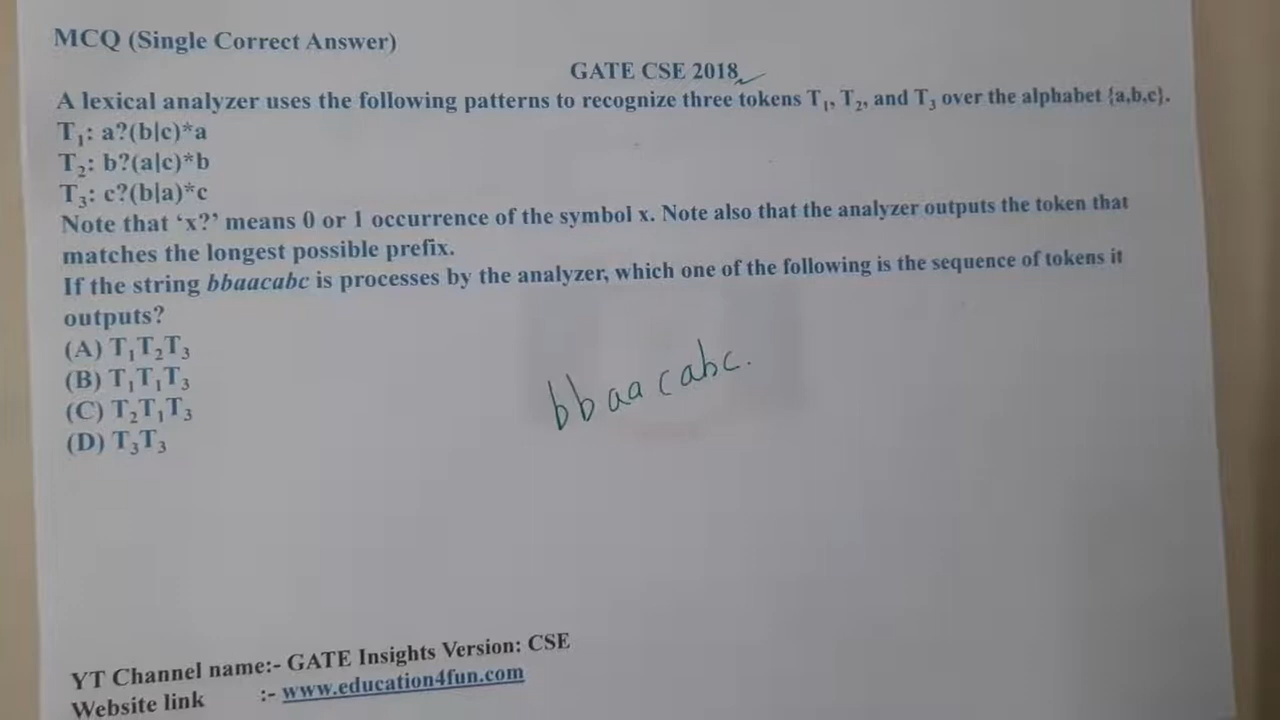 MCQ (Single Correct Answer)
GATE CSE 2018
A lexical analyzer uses the following patterns to recognize three tokens T₁, T₂, and T₃ over the alphabet {a,b,c}.
T₁: a?(b|c)*a
T₂: b?(a|c)*b
T₃: c?(b|a)*c
Note that ‘x?’ means 0 or 1 occurrence of the symbol x. Note also that the analyzer outputs the token that
matches the longest possible prefix.
If the string bbaacabc is processes by the analyzer, which one of the following is the sequence of tokens it
outputs?
(A) T₁T₂T₃
(B) T₁T₁T₃
(C) T₂T₁T₃
(D) T₃T₃
bbaacabc.
YT Channel name:- GATE Insights Version: CSE
Website link :- www.education4fun.com